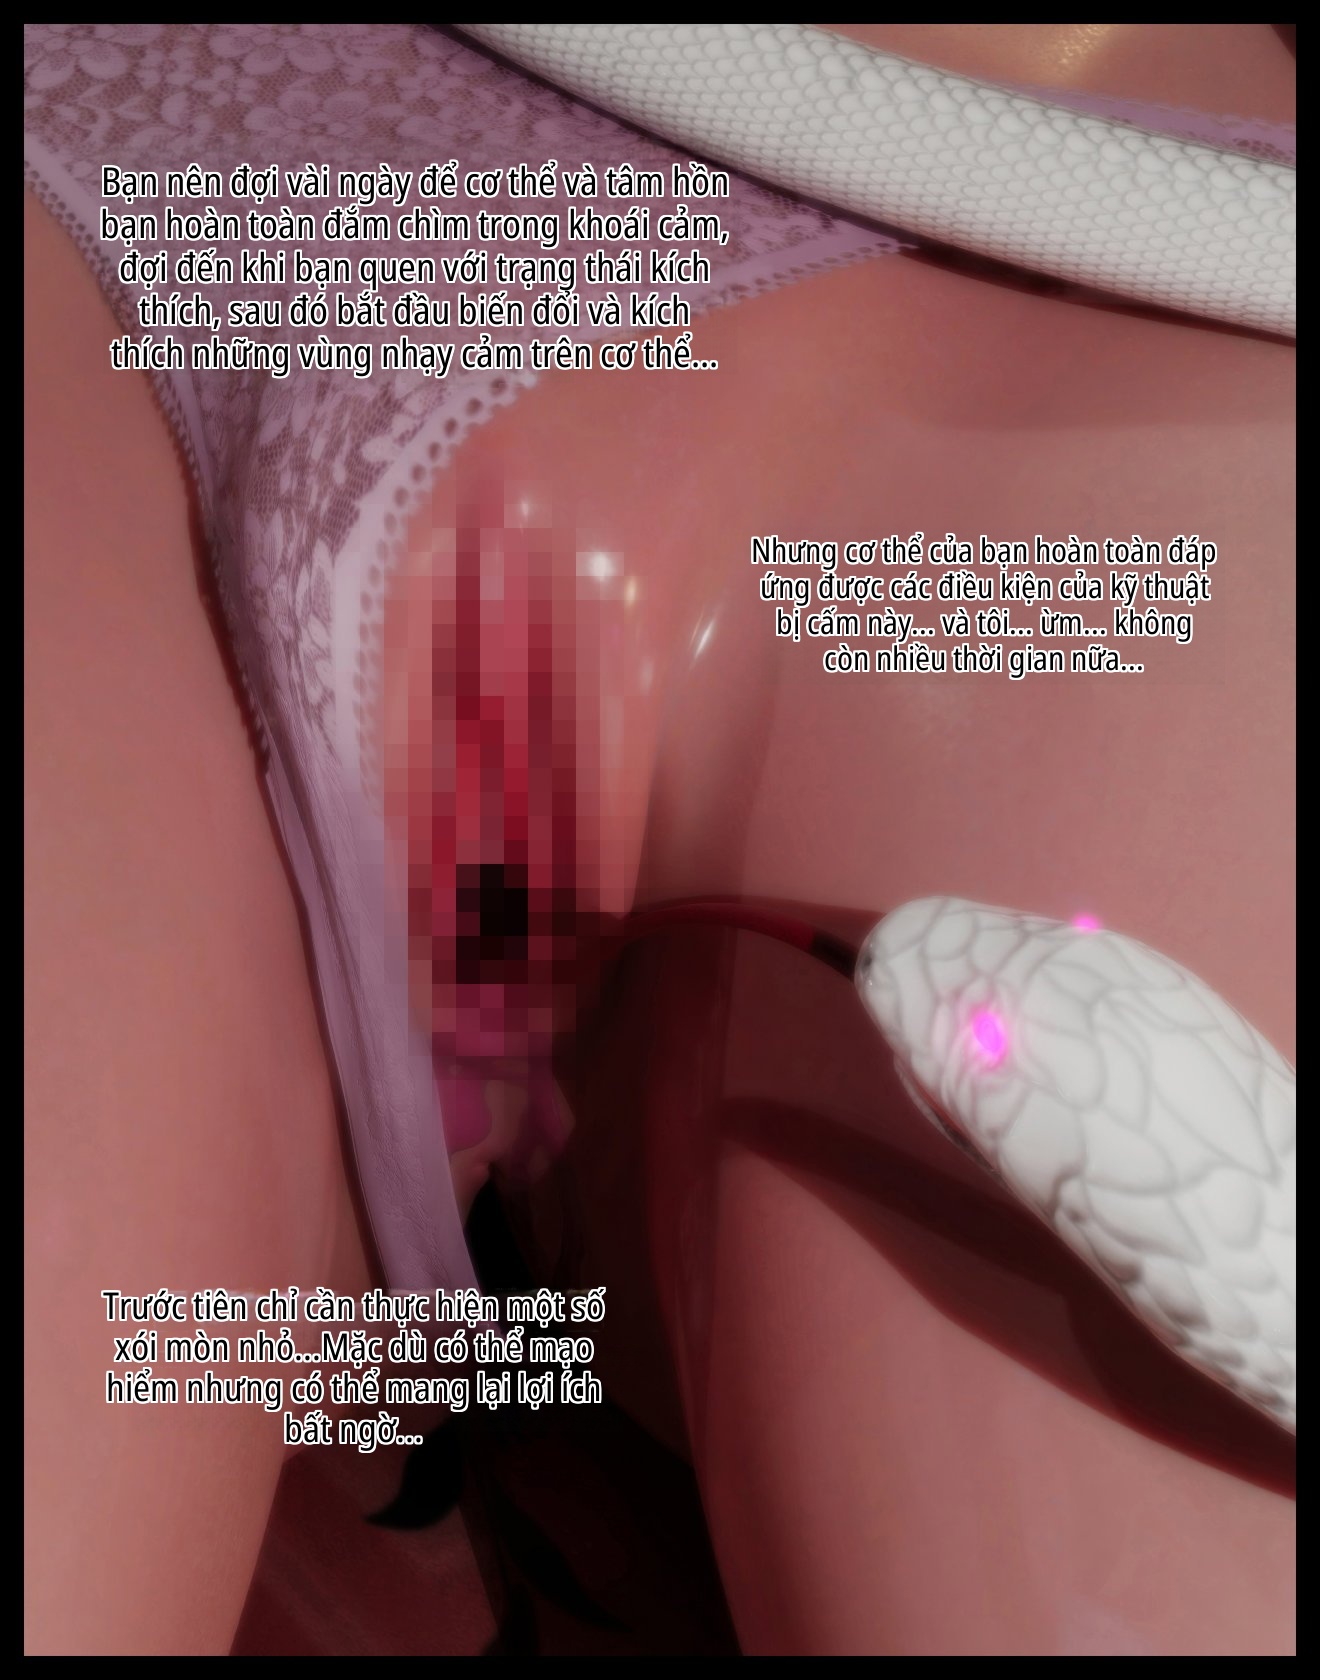 Bạn nên đợi vài ngày để cơ thể và tâm hồn
bạn hoàn toàn đắm chìm trong khoái cảm,
đợi đến khi bạn quen với trạng thái kích
thích, sau đó bắt đầu biến đổi và kích
thích những vùng nhạy cảm trên cơ thể...
Nhưng cơ thể của bạn hoàn toàn đáp
ứng được các điều kiện của kỹ thuật
bị cấm này... và tôi... ừm... không
còn nhiều thời gian nữa...
Trước tiên chỉ cần thực hiện một số
xói mòn nhỏ...Mặc dù có thể mạo
hiểm nhưng có thể mang lại lợi ích
bất ngờ...